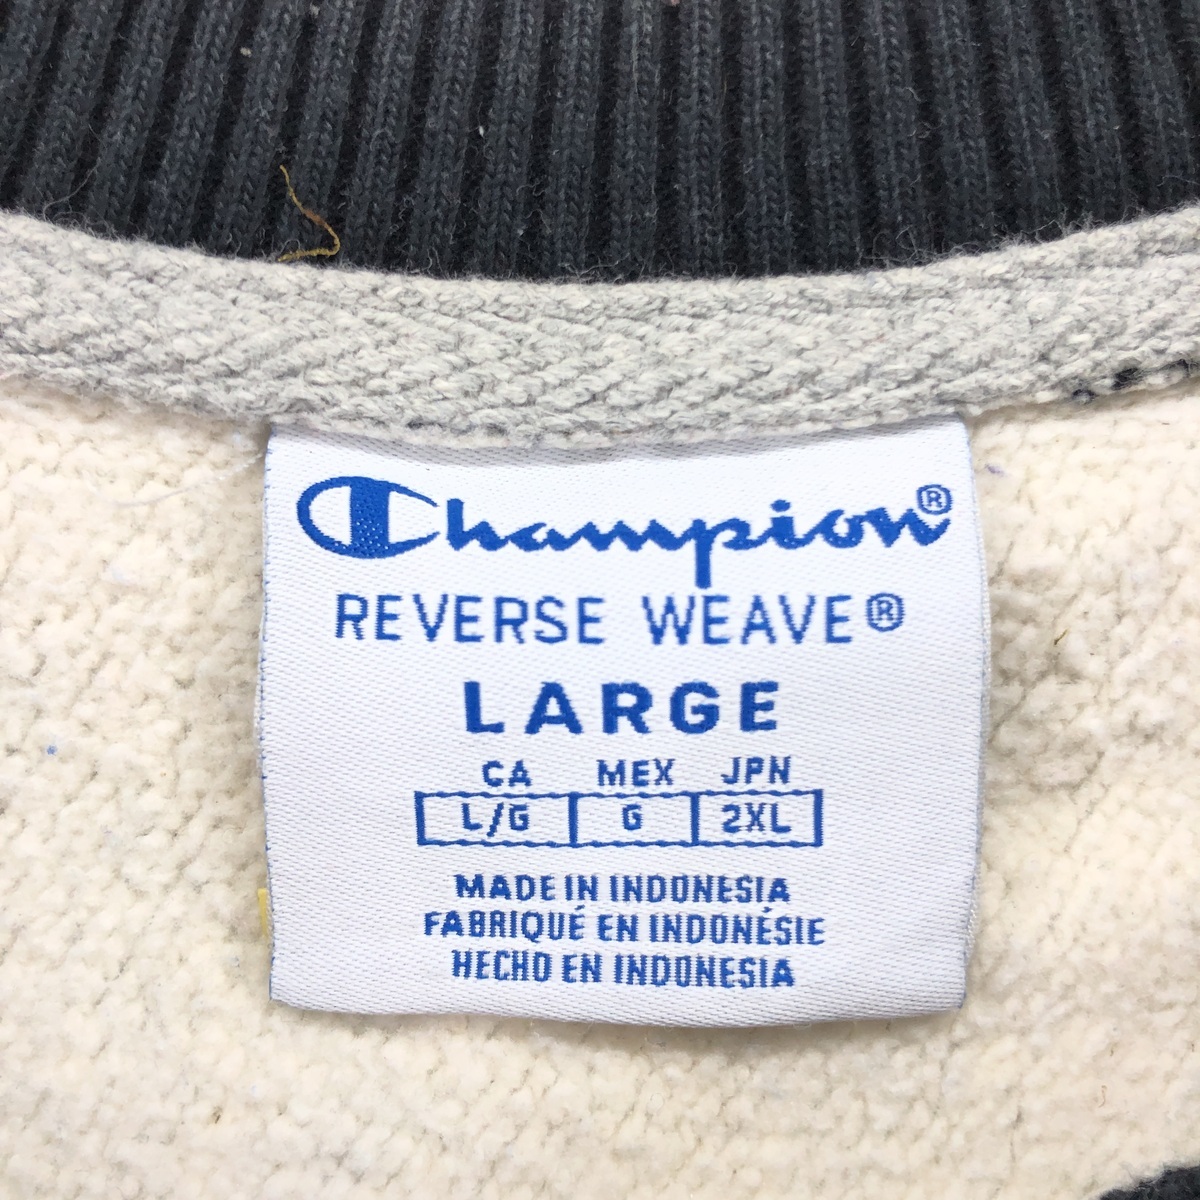 Champion®
REVERSE WEAVE®
LARGE
CA MEX JPN
L/G G 2XL
MADE IN INDONESIA
FABRIQUÉ EN INDONÉSIE
HECHO EN INDONESIA